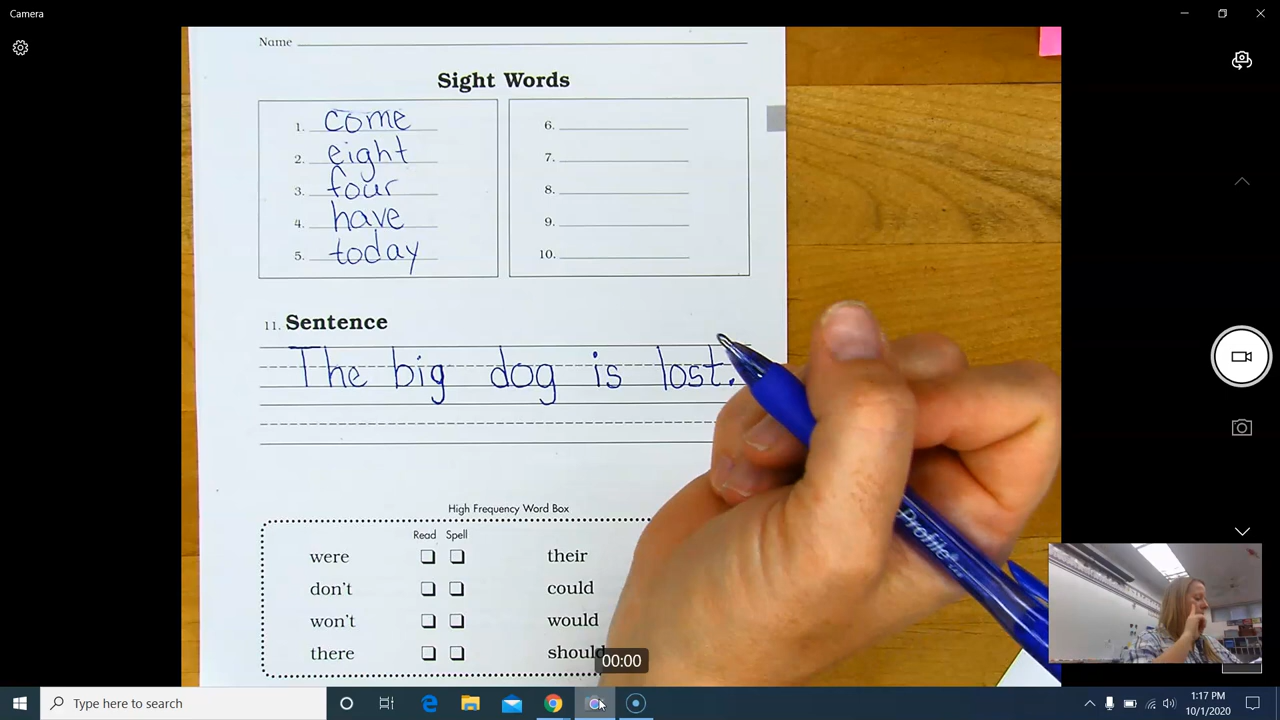 Camera
Name
Sight Words
1. come
2. eight
3. four
4. have
5. today
6.
7.
8.
9.
10.
11. Sentence
The big dog is lost.
High Frequency Word Box
Read Spell
were their
don't could
won't would
there should
Profile
00:00
Type here to search
1:17 PM
10/1/2020